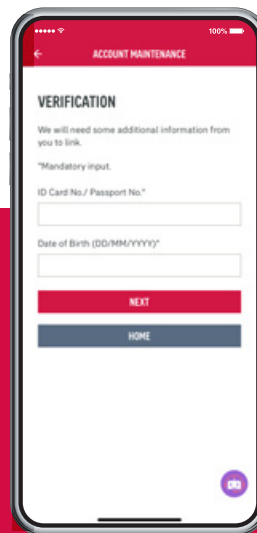 100%
ACCOUNT MAINTENANCE
VERIFICATION
We will need some additional information from
you to link.
*Mandatory input.
ID Card No./ Passport No.*
Date of Birth (DD/MM/YYYY)*
NEXT
HOME